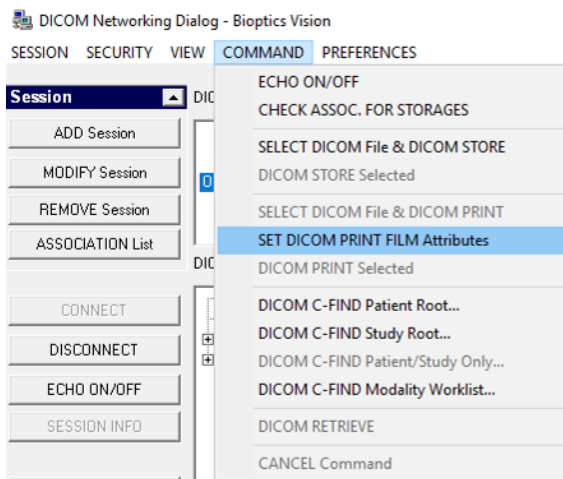 DICOM Networking Dialog - Bioptics Vision
SESSION SECURITY VIEW COMMAND PREFERENCES
Session
DIC
ADD Session
MODIFY Session
REMOVE Session
ASSOCIATION List
DIC
CONNECT
DISCONNECT
ECHO ON/OFF
SESSION INFO
ECHO ON/OFF
CHECK ASSOC. FOR STORAGES
SELECT DICOM File & DICOM STORE
DICOM STORE Selected
SELECT DICOM File & DICOM PRINT
SET DICOM PRINT FILM Attributes
DICOM PRINT Selected
DICOM C-FIND Patient Root...
DICOM C-FIND Study Root...
DICOM C-FIND Patient/Study Only...
DICOM C-FIND Modality Worklist...
DICOM RETRIEVE
CANCEL Command